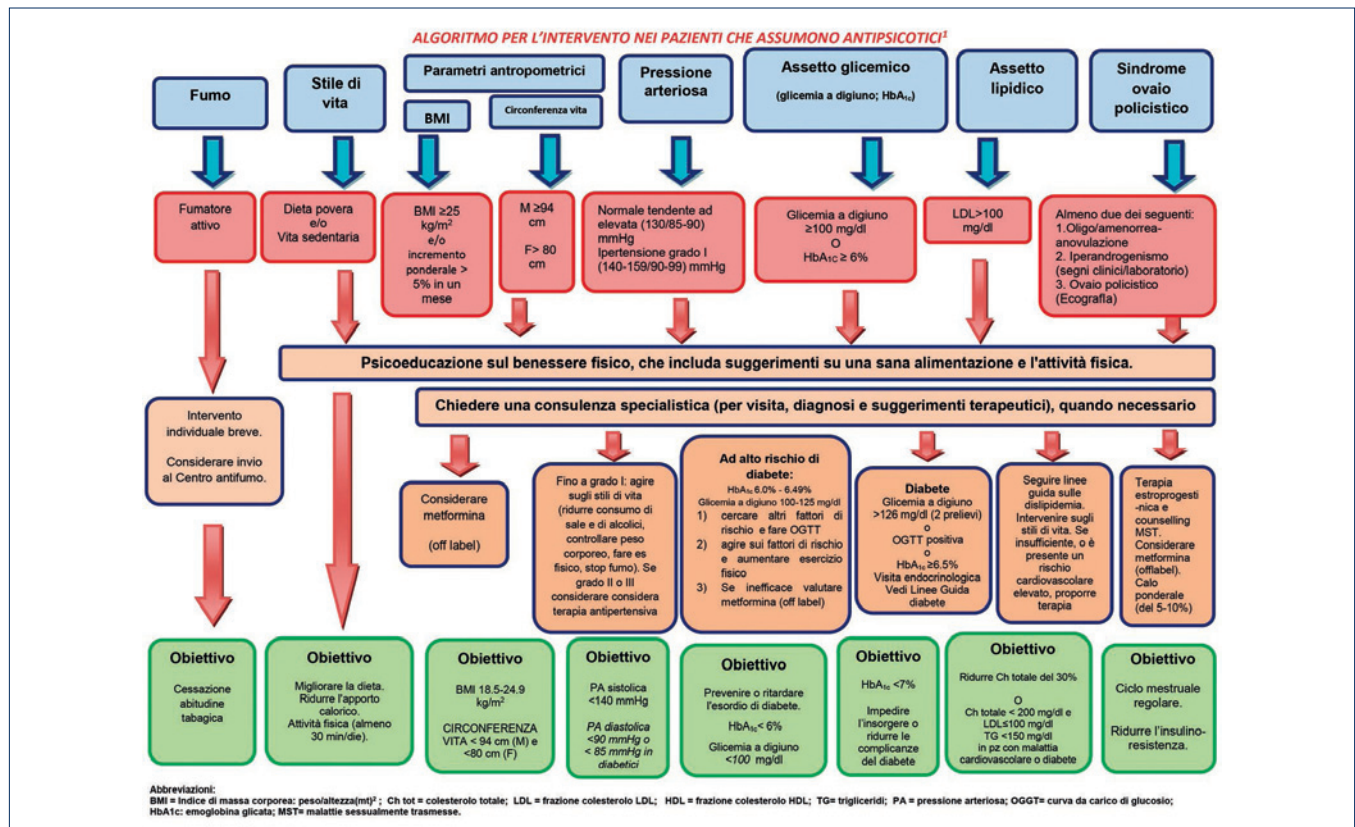 ALGORITMO PER L'INTERVENTO NEI PAZIENTI CHE ASSUMONO ANTIPSICOTICI¹
Fumo
Stile di
vita
Parametri antropometrici
BMI
Circonferenza vita
Pressione
arteriosa
Assetto glicemico
(glicemia a digiuno; HbA1c)
Assetto
lipidico
Sindrome
ovaio
policistico
Fumatore
attivo
Dieta povera
e/o
Vita sedentaria
BMI ≥25
kg/m²
e/o
incremento
ponderale >
5% in un
mese
M ≥94
cm
F> 80
cm
Normale tendente ad
elevata (130/85-90)
mmHg
Ipertensione grado I
(140-159/90-99) mmHg
Glicemia a digiuno
≥100 mg/dl
O
HbA1C ≥ 6%
LDL>100
mg/dl
Almeno due dei seguenti:
1.Oligo/amenorrea-
anovulazione
2. Iperandrogenismo
(segni clinici/laboratorio)
3. Ovaio policistico
(Ecografia)
Psicoeducazione sul benessere fisico, che includa suggerimenti su una sana alimentazione e l'attività fisica.
Chiedere una consulenza specialistica (per visita, diagnosi e suggerimenti terapeutici), quando necessario
Intervento
individuale breve.
Considerare invio
al Centro antifumo.
Considerare
metformina
(off label)
Fino a grado I: agire
sugli stili di vita
(ridurre consumo di
sale e di alcolici,
controllare peso
corporeo, fare es
fisico, stop fumo). Se
grado II o III
considerare considera
terapia antipertensiva
Ad alto rischio di
diabete:
HbA1c 6.0% - 6.49%
Glicemia a digiuno 100-125 mg/dl
1) cercare altri fattori di
rischio e fare OGTT
2) agire sui fattori di rischio
e aumentare esercizio
fisico
3) Se inefficace valutare
metformina (off label)
Diabete
Glicemia a digiuno
>126 mg/dl (2 prelievi)
o
OGTT positiva
o
HbA1c ≥6.5%
Visita endocrinologica
Vedi Linee Guida
diabete
Seguire linee
guida sulle
dislipidemia.
Intervenire sugli
stili di vita. Se
insufficiente, o è
presente un
rischio
cardiovascolare
elevato, proporre
terapia
Terapia
estroprogesti
-nica e
counselling
MST.
Considerare
metformina
(offlabel).
Calo
ponderale
(del 5-10%)
Obiettivo
Cessazione
abitudine
tabagica
Obiettivo
Migliorare la dieta.
Ridurre l'apporto
calorico.
Attività fisica (almeno
30 min/die).
Obiettivo
BMI 18.5-24.9
kg/m²
CIRCONFERENZA
VITA < 94 cm (M) e
<80 cm (F)
Obiettivo
PA sistolica
<140 mmHg
PA diastolica
<90 mmHg o
< 85 mmHg in
diabetici
Obiettivo
Prevenire o ritardare
l'esordio di diabete.
HbA1c< 6%
Glicemia a digiuno
<100 mg/dl
Obiettivo
HbA1c <7%
Impedire
l'insorgere o
ridurre le
complicanze
del diabete
Obiettivo
Ridurre Ch totale del 30%
O
Ch totale < 200 mg/dl e
LDL≤100 mg/dl
TG <150 mg/dl
in pz con malattia
cardiovascolare o diabete
Obiettivo
Ciclo mestruale
regolare.
Ridurre l'insulino-
resistenza.
Abbreviazioni:
BMI = Indice di massa corporea: peso/altezza(mt)² ; Ch tot = colesterolo totale; LDL = frazione colesterolo LDL; HDL = frazione colesterolo HDL; TG= trigliceridi; PA = pressione arteriosa; OGGT= curva da carico di glucosio;
HbA1c: emoglobina glicata; MST= malattie sessualmente trasmesse.